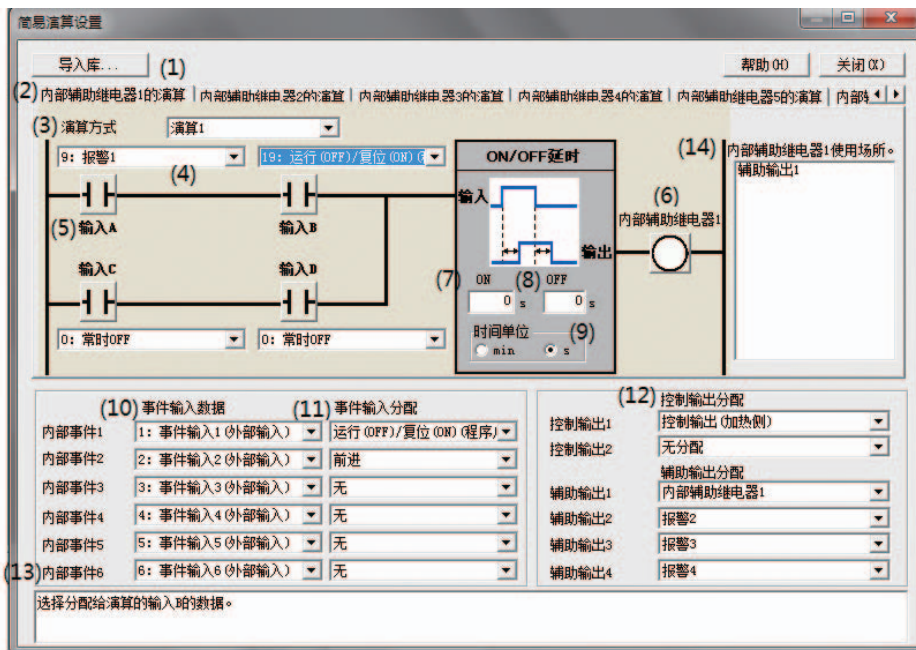 简易演算设置
导入库... (1) 帮助(H) 关闭(X)
(2) 内部辅助继电器1的演算 内部辅助继电器2的演算 内部辅助继电器3的演算 内部辅助继电器4的演算 内部辅助继电器5的演算
(3) 演算方式 演算1
9: 报警1 19: 运行(OFF)/复位(ON)
(4)
ON/OFF延时
(14) 内部辅助继电器1使用场所。
辅助输出1
输入
(6)
内部辅助继电器1
(5) 输入A 输入B
输出
输入C 输入D
(7) ON (8) OFF
0 s 0 s
时间单位 (9)
min s
0: 常时OFF 0: 常时OFF
(10) 事件输入数据 (11) 事件输入分配
内部事件1 1: 事件输入1(外部输入) 运行(OFF)/复位(ON)(程序
内部事件2 2: 事件输入2(外部输入) 前进
内部事件3 3: 事件输入3(外部输入) 无
内部事件4 4: 事件输入4(外部输入) 无
内部事件5 5: 事件输入5(外部输入) 无
(13) 内部事件6 6: 事件输入6(外部输入) 无
(12) 控制输出分配
控制输出1 控制输出(加热侧)
控制输出2 无分配
辅助输出分配
辅助输出1 内部辅助继电器1
辅助输出2 报警2
辅助输出3 报警3
辅助输出4 报警4
选择分配给演算的输入B的数据。